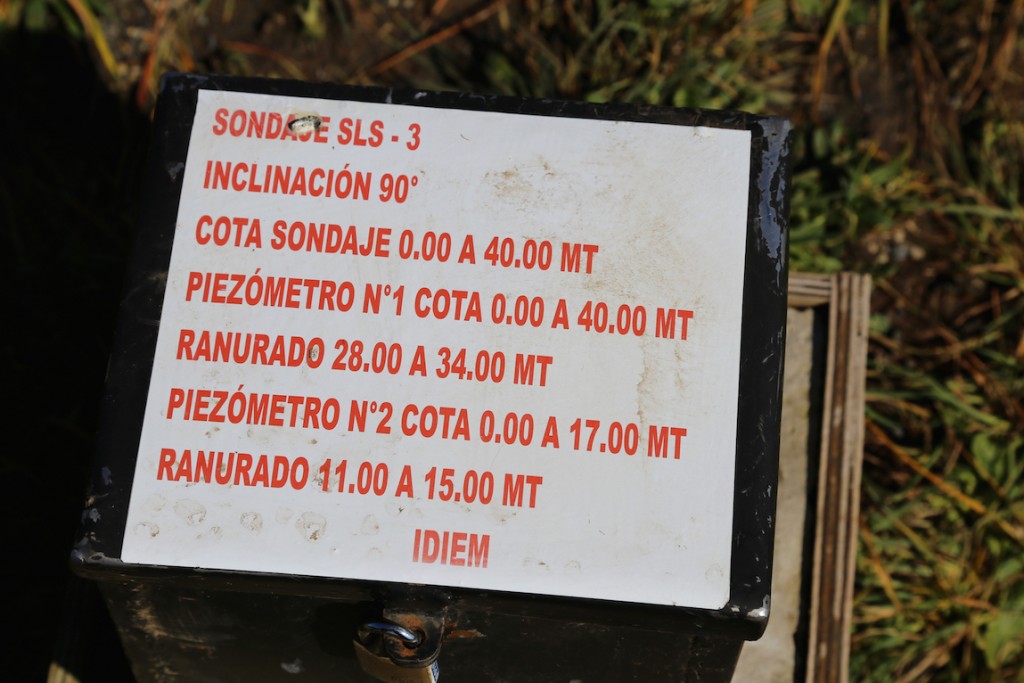 SONDAJE SLS - 3
INCLINACIÓN 90°
COTA SONDAJE 0.00 A 40.00 MT
PIEZÓMETRO N°1 COTA 0.00 A 40.00 MT
RANURADO 28.00 A 34.00 MT
PIEZÓMETRO N°2 COTA 0.00 A 17.00 MT
RANURADO 11.00 A 15.00 MT
IDIEM